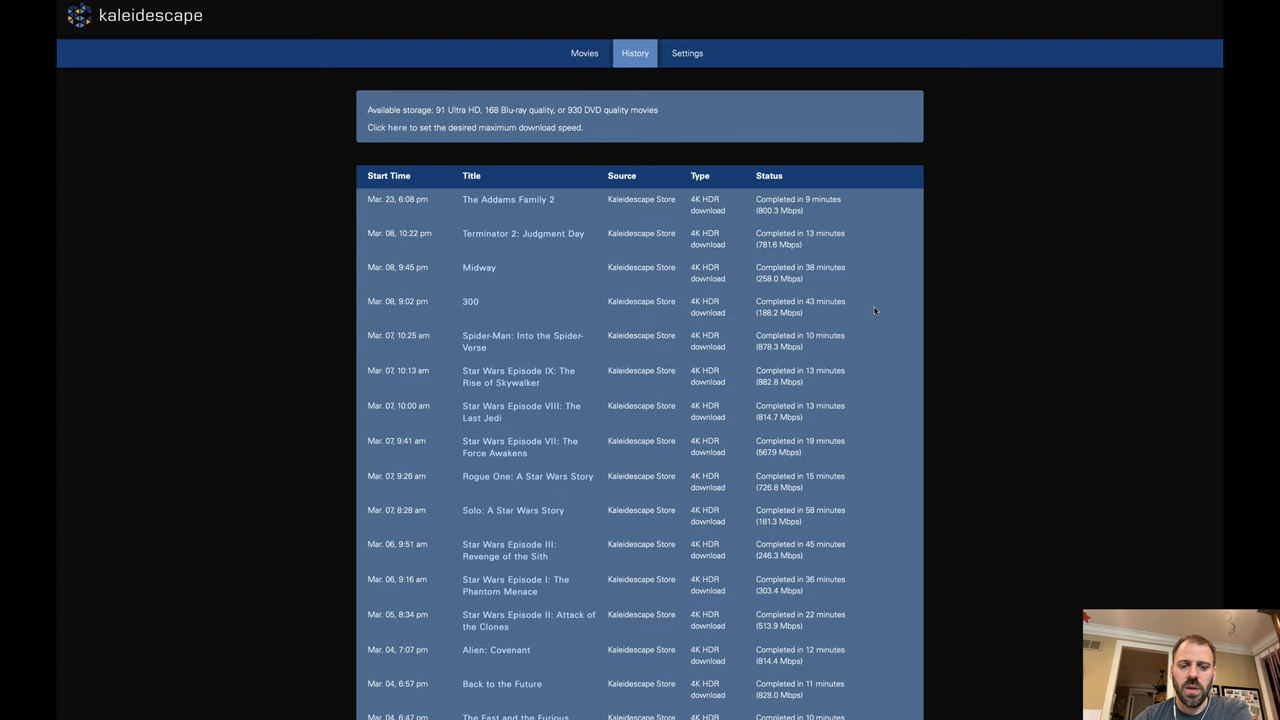 kaleidescape
Movies History Settings
Available storage: 91 Ultra HD, 168 Blu-ray quality, or 930 DVD quality movies
Click here to set the desired maximum download speed.
Start Time Title Source Type Status
Mar. 23, 6:08 pm The Addams Family 2 Kaleidescape Store 4K HDR Completed in 9 minutes
download (800.3 Mbps)
Mar. 08, 10:22 pm Terminator 2: Judgment Day Kaleidescape Store 4K HDR Completed in 13 minutes
download (781.6 Mbps)
Mar. 08, 9:45 pm Midway Kaleidescape Store 4K HDR Completed in 38 minutes
download (258.0 Mbps)
Mar. 08, 9:02 pm 300 Kaleidescape Store 4K HDR Completed in 43 minutes
download (188.2 Mbps)
Mar. 07, 10:25 am Spider-Man: Into the Spider- Kaleidescape Store 4K HDR Completed in 10 minutes
Verse download (878.3 Mbps)
Mar. 07, 10:13 am Star Wars Episode IX: The Kaleidescape Store 4K HDR Completed in 13 minutes
Rise of Skywalker download (882.8 Mbps)
Mar. 07, 10:00 am Star Wars Episode VIII: The Kaleidescape Store 4K HDR Completed in 13 minutes
Last Jedi download (814.7 Mbps)
Mar. 07, 9:41 am Star Wars Episode VII: The Kaleidescape Store 4K HDR Completed in 19 minutes
Force Awakens download (567.9 Mbps)
Mar. 07, 9:26 am Rogue One: A Star Wars Story Kaleidescape Store 4K HDR Completed in 15 minutes
download (726.8 Mbps)
Mar. 07, 8:28 am Solo: A Star Wars Story Kaleidescape Store 4K HDR Completed in 58 minutes
download (181.3 Mbps)
Mar. 06, 9:51 am Star Wars Episode III: Kaleidescape Store 4K HDR Completed in 45 minutes
Revenge of the Sith download (246.3 Mbps)
Mar. 06, 9:16 am Star Wars Episode I: The Kaleidescape Store 4K HDR Completed in 36 minutes
Phantom Menace download (303.4 Mbps)
Mar. 05, 8:34 pm Star Wars Episode II: Attack of Kaleidescape Store 4K HDR Completed in 22 minutes
the Clones download (513.9 Mbps)
Mar. 04, 7:07 pm Alien: Covenant Kaleidescape Store 4K HDR Completed in 12 minutes
download (814.4 Mbps)
Mar. 04, 6:57 pm Back to the Future Kaleidescape Store 4K HDR Completed in 11 minutes
download (828.0 Mbps)
Mar. 04, 6:47 pm The Fast and the Furious Kaleidescape Store 4K HDR Completed in 10 minutes